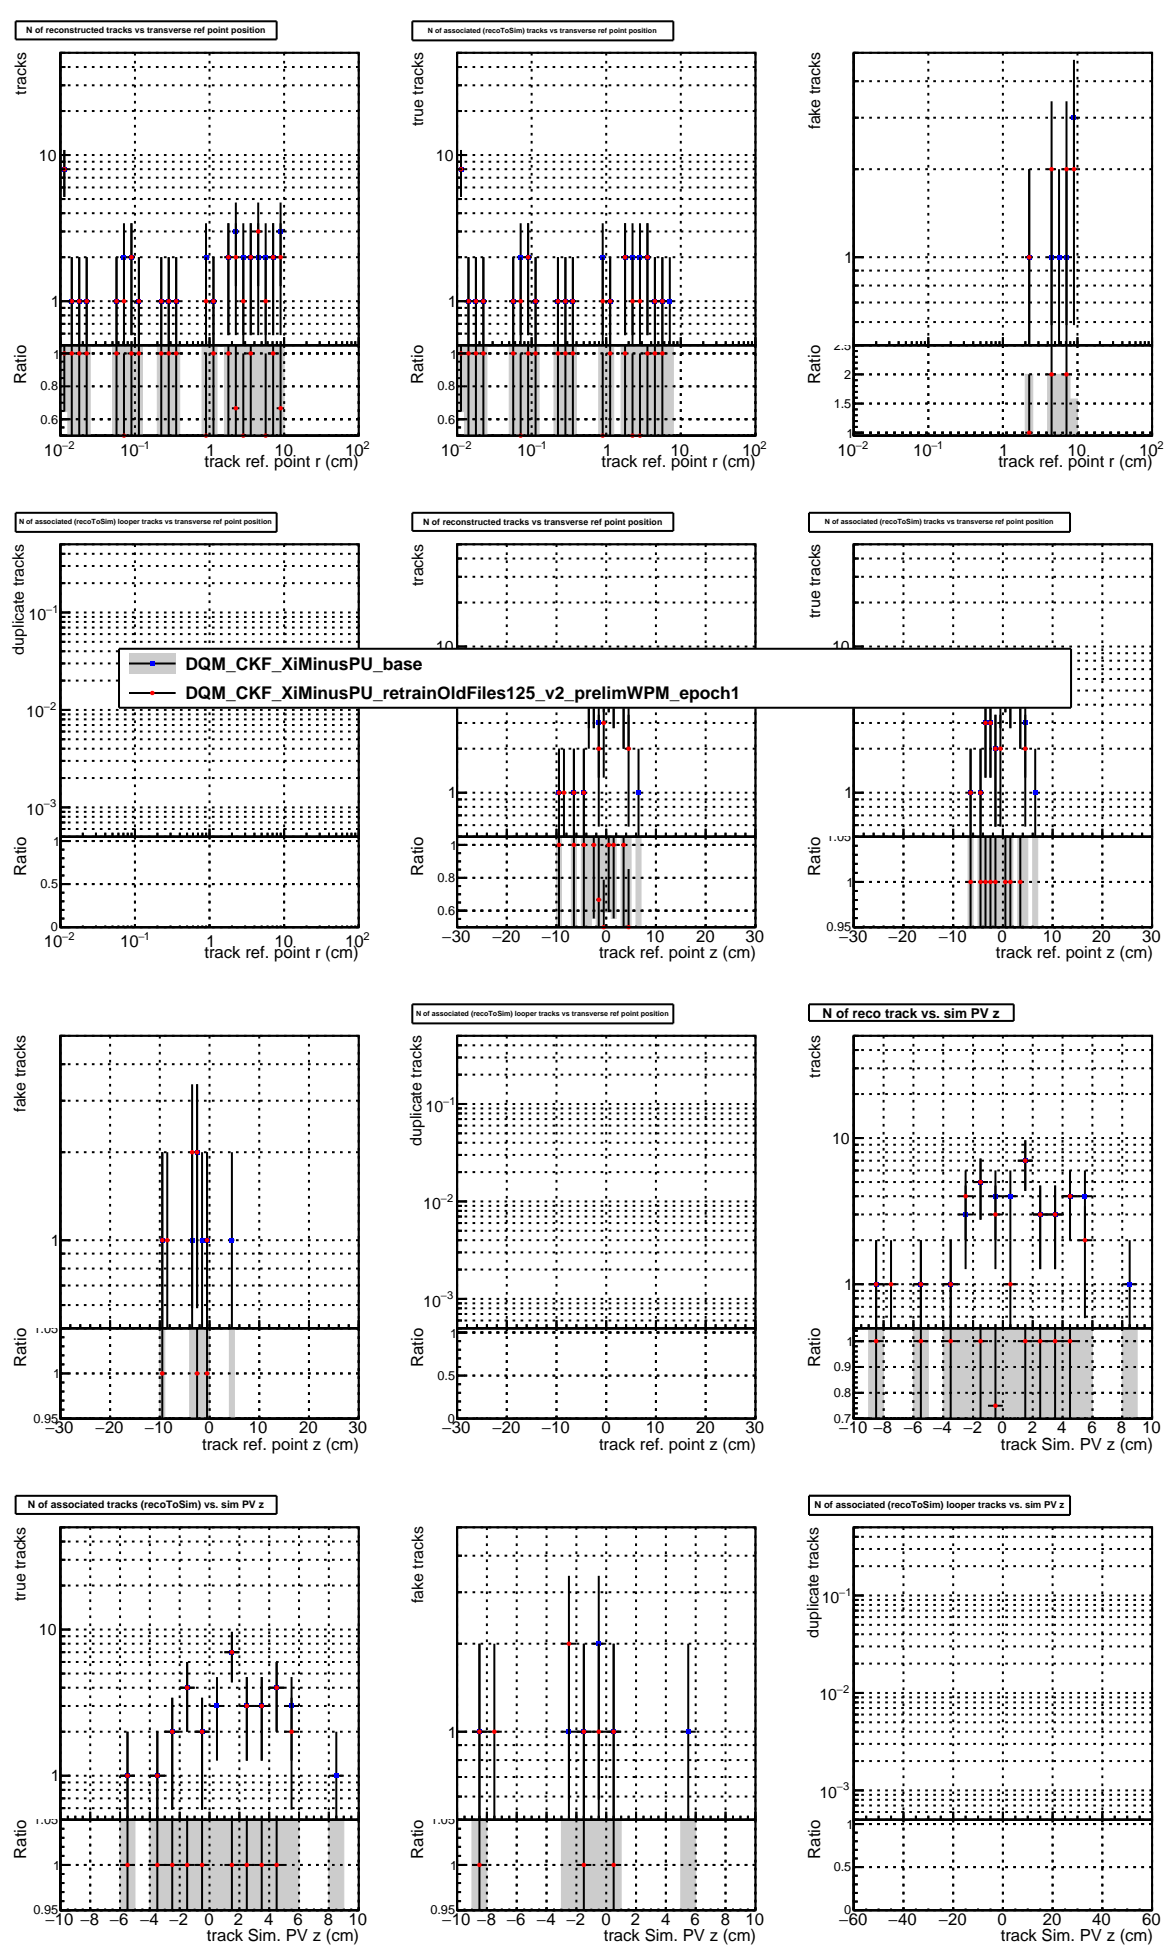 N of reconstructed tracks vs transverse ref point position
tracks
10
1
Ratio
1
0.8
0.6
10−2 10−1 1 10 102
track ref. point r (cm)
N of associated (recoToSim) tracks vs transverse ref point position
true tracks
10
1
Ratio
1
0.8
0.6
10−2 10−1 1 10 102
track ref. point r (cm)
fake tracks
1
Ratio
2.5
2
1.5
1
10−2 10−1 1 10 102
track ref. point r (cm)
N of associated (recoToSim) looper tracks vs transverse ref point position
duplicate tracks
10−1
10−2
10−3
Ratio
1
0.5
0
10−2 10−1 1 10 102
track ref. point r (cm)
N of reconstructed tracks vs transverse ref point position
tracks
10
1
Ratio
1
0.8
0.6
−30 −20 −10 0 10 20 30
track ref. point z (cm)
N of associated (recoToSim) tracks vs transverse ref point position
true tracks
10
1
Ratio
1.05
1
0.95
−30 −20 −10 0 10 20 30
track ref. point z (cm)
DQM_CKF_XiMinusPU_base
DQM_CKF_XiMinusPU_retrainOldFiles125_v2_prelimWPM_epoch1
fake tracks
1
Ratio
1.05
1
0.95
−30 −20 −10 0 10 20 30
track ref. point z (cm)
N of associated (recoToSim) looper tracks vs transverse ref point position
duplicate tracks
10−1
10−2
10−3
Ratio
1
0.5
0
−30 −20 −10 0 10 20 30
track ref. point z (cm)
N of reco track vs. sim PV z
tracks
10
1
Ratio
1
0.9
0.8
0.7
−10 −8 −6 −4 −2 0 2 4 6 8 10
track Sim. PV z (cm)
N of associated tracks (recoToSim) vs. sim PV z
true tracks
10
1
Ratio
1.05
1
0.95
−10 −8 −6 −4 −2 0 2 4 6 8 10
track Sim. PV z (cm)
fake tracks
1
Ratio
1.05
1
0.95
−10 −8 −6 −4 −2 0 2 4 6 8 10
track Sim. PV z (cm)
N of associated (recoToSim) looper tracks vs. sim PV z
duplicate tracks
10−1
10−2
10−3
Ratio
1
0.5
0
−60 −40 −20 0 20 40 60
track Sim. PV z (cm)